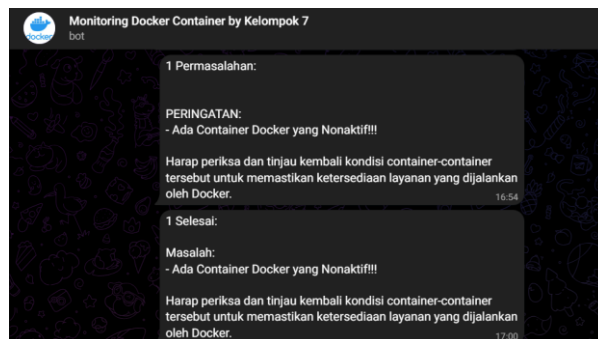 docker
Monitoring Docker Container by Kelompok 7
bot
1 Permasalahan:
PERINGATAN:
- Ada Container Docker yang Nonaktif!!!
Harap periksa dan tinjau kembali kondisi container-container
tersebut untuk memastikan ketersediaan layanan yang dijalankan
oleh Docker.
16:54
1 Selesai:
Masalah:
- Ada Container Docker yang Nonaktif!!!
Harap periksa dan tinjau kembali kondisi container-container
tersebut untuk memastikan ketersediaan layanan yang dijalankan
oleh Docker.
17:00